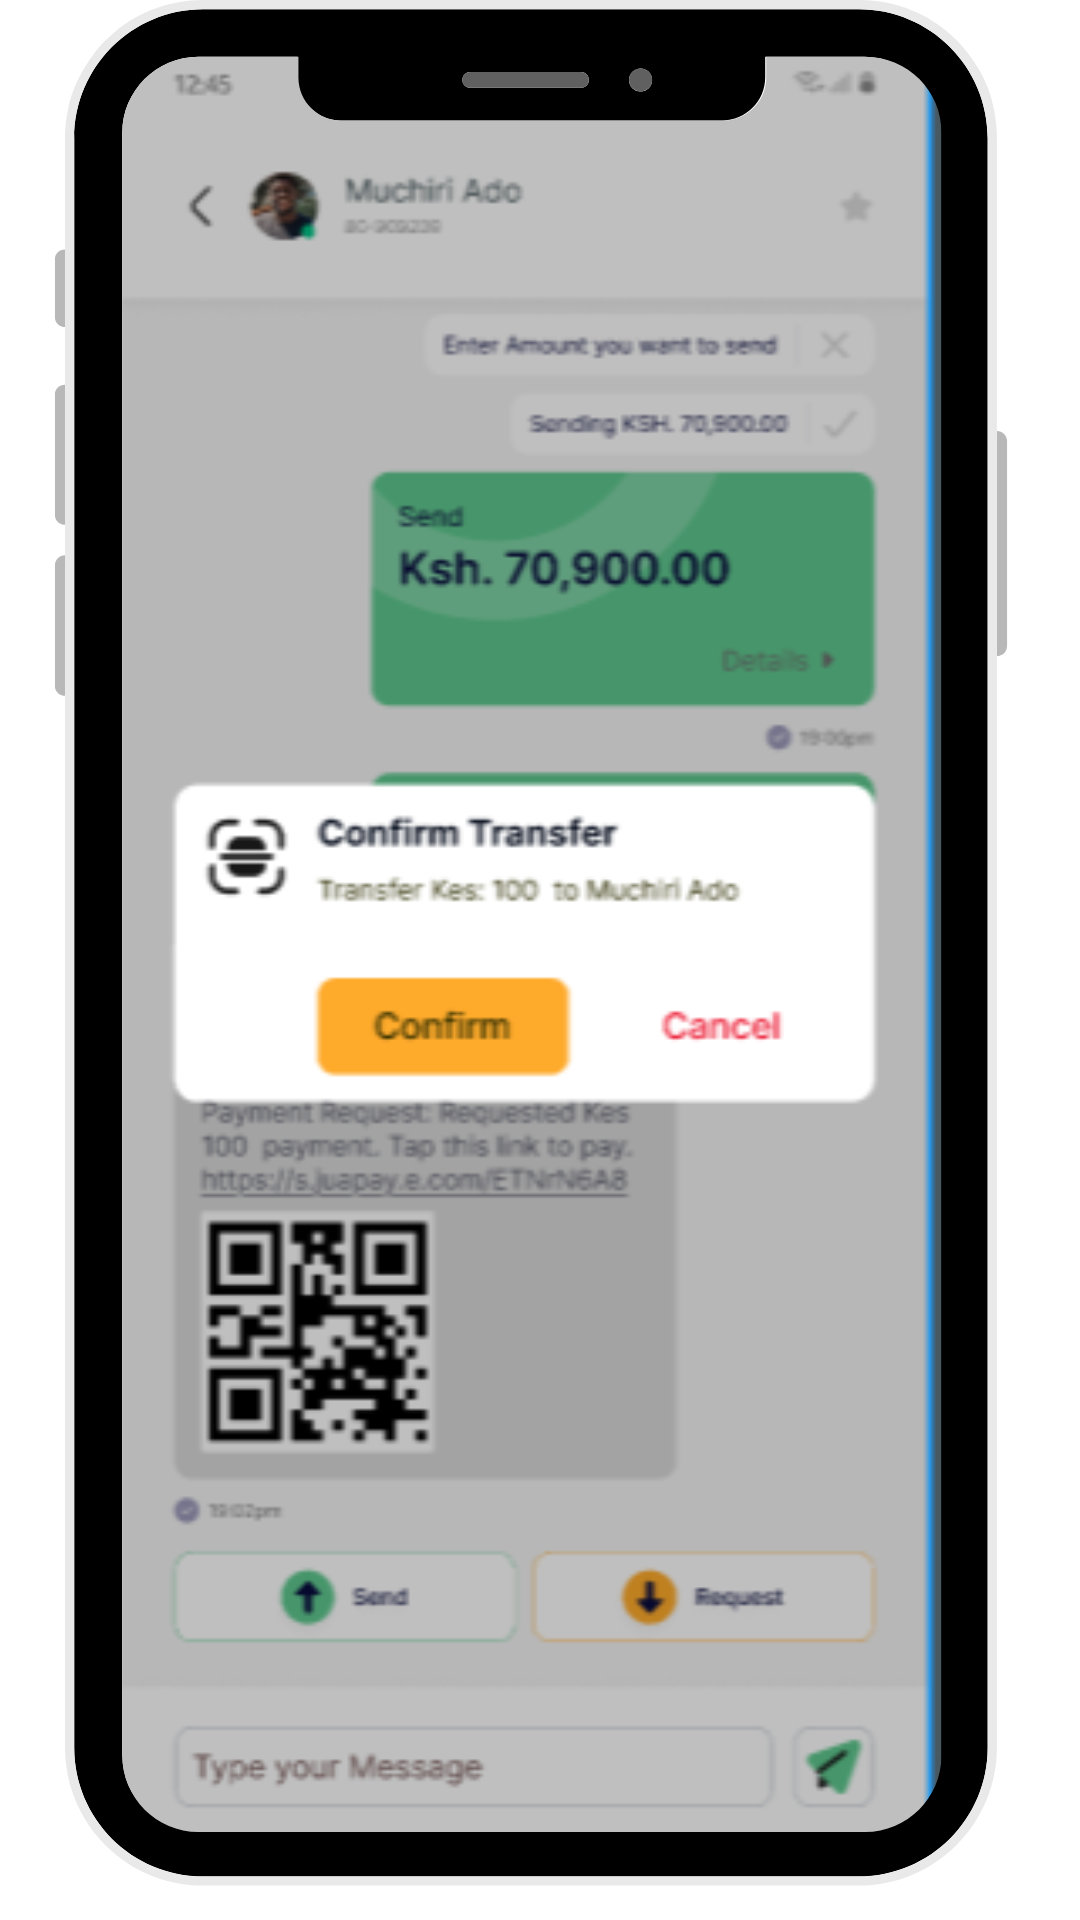 12:45
Muchiri Ado
Enter Amount you want to send
Sending KSH. 70,900.00
Send
Ksh. 70,900.00
Details
19:00pm
Confirm Transfer
Transfer Kes: 100 to Muchiri Ado
Confirm Cancel
Payment Request: Requested Kes
100 payment. Tap this link to pay.
https://s.juapay.e.com/ETNrN6A8
19:02pm
Send Request
Type your Message